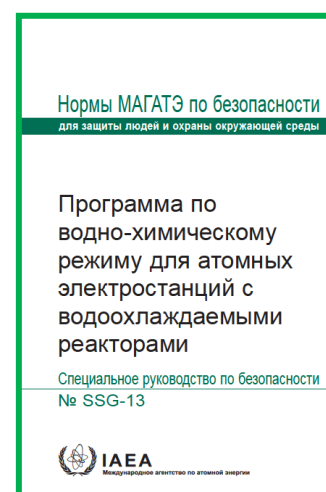 Нормы МАГАТЭ по безопасности
для защиты людей и охраны окружающей среды
Программа по
водно-химическому
режиму для атомных
электростанций с
водоохлаждаемыми
реакторами
Специальное руководство по безопасности
№ SSG-13
IAEA
Международное агентство по атомной энергии